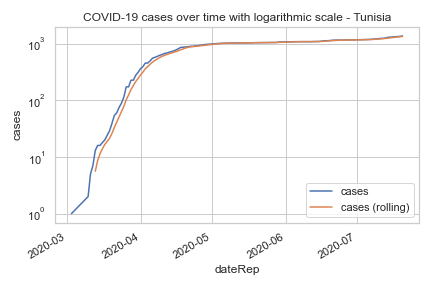 COVID-19 cases over time with logarithmic scale - Tunisia
10³
10²
10¹
10⁰
cases
cases
cases (rolling)
2020-03
2020-04
2020-05
2020-06
2020-07
dateRep